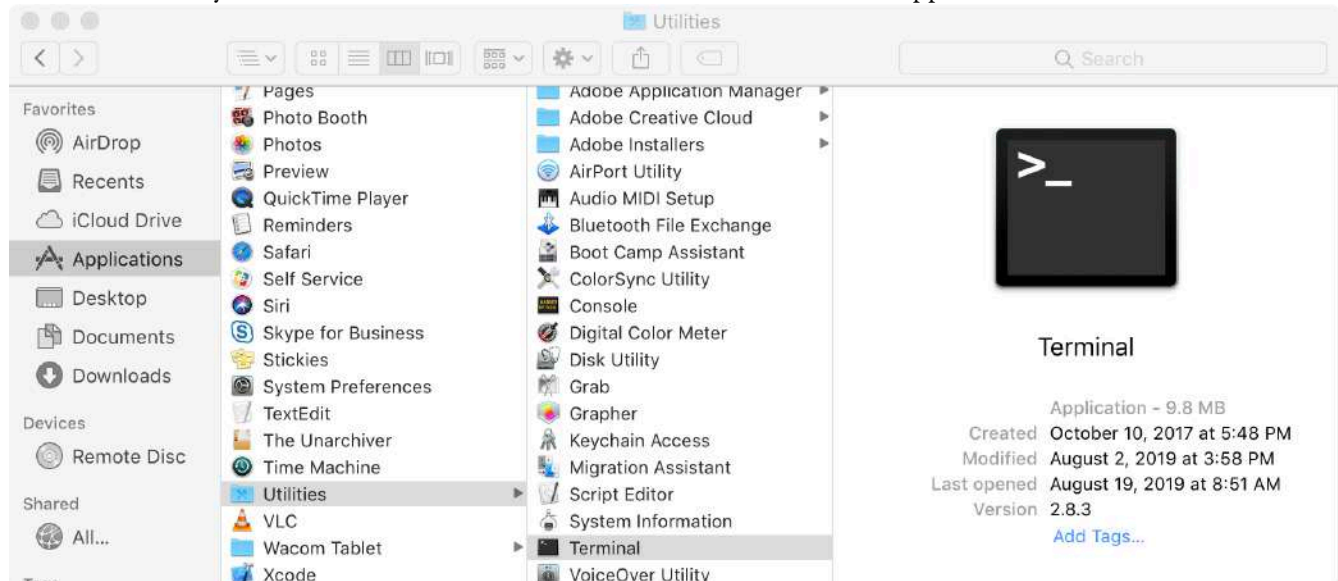 Utilities
Search
Favorites
AirDrop
Recents
iCloud Drive
Applications
Desktop
Documents
Downloads
Devices
Remote Disc
Shared
All...
Pages
Photo Booth
Photos
Preview
QuickTime Player
Reminders
Safari
Self Service
Siri
Skype for Business
Stickies
System Preferences
TextEdit
The Unarchiver
Time Machine
Utilities
VLC
Wacom Tablet
Xcode
Adobe Application Manager
Adobe Creative Cloud
Adobe Installers
AirPort Utility
Audio MIDI Setup
Bluetooth File Exchange
Boot Camp Assistant
ColorSync Utility
Console
Digital Color Meter
Disk Utility
Grab
Grapher
Keychain Access
Migration Assistant
Script Editor
System Information
Terminal
VoiceOver Utility
>_
Terminal
Application - 9.8 MB
Created October 10, 2017 at 5:48 PM
Modified August 2, 2019 at 3:58 PM
Last opened August 19, 2019 at 8:51 AM
Version 2.8.3
Add Tags...